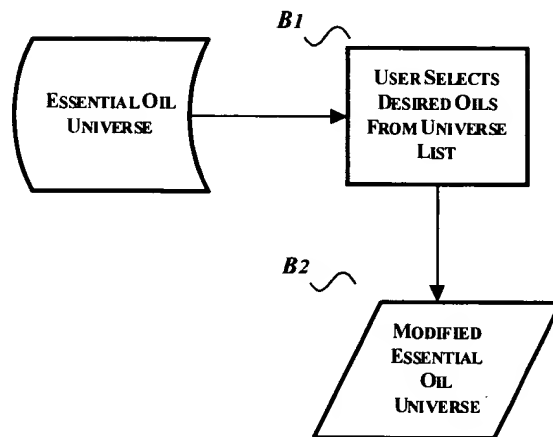 B1
ESSENTIAL OIL
UNIVERSE
USER SELECTS
DESIRED OILS
FROM UNIVERSE
LIST
B2
MODIFIED
ESSENTIAL
OIL
UNIVERSE